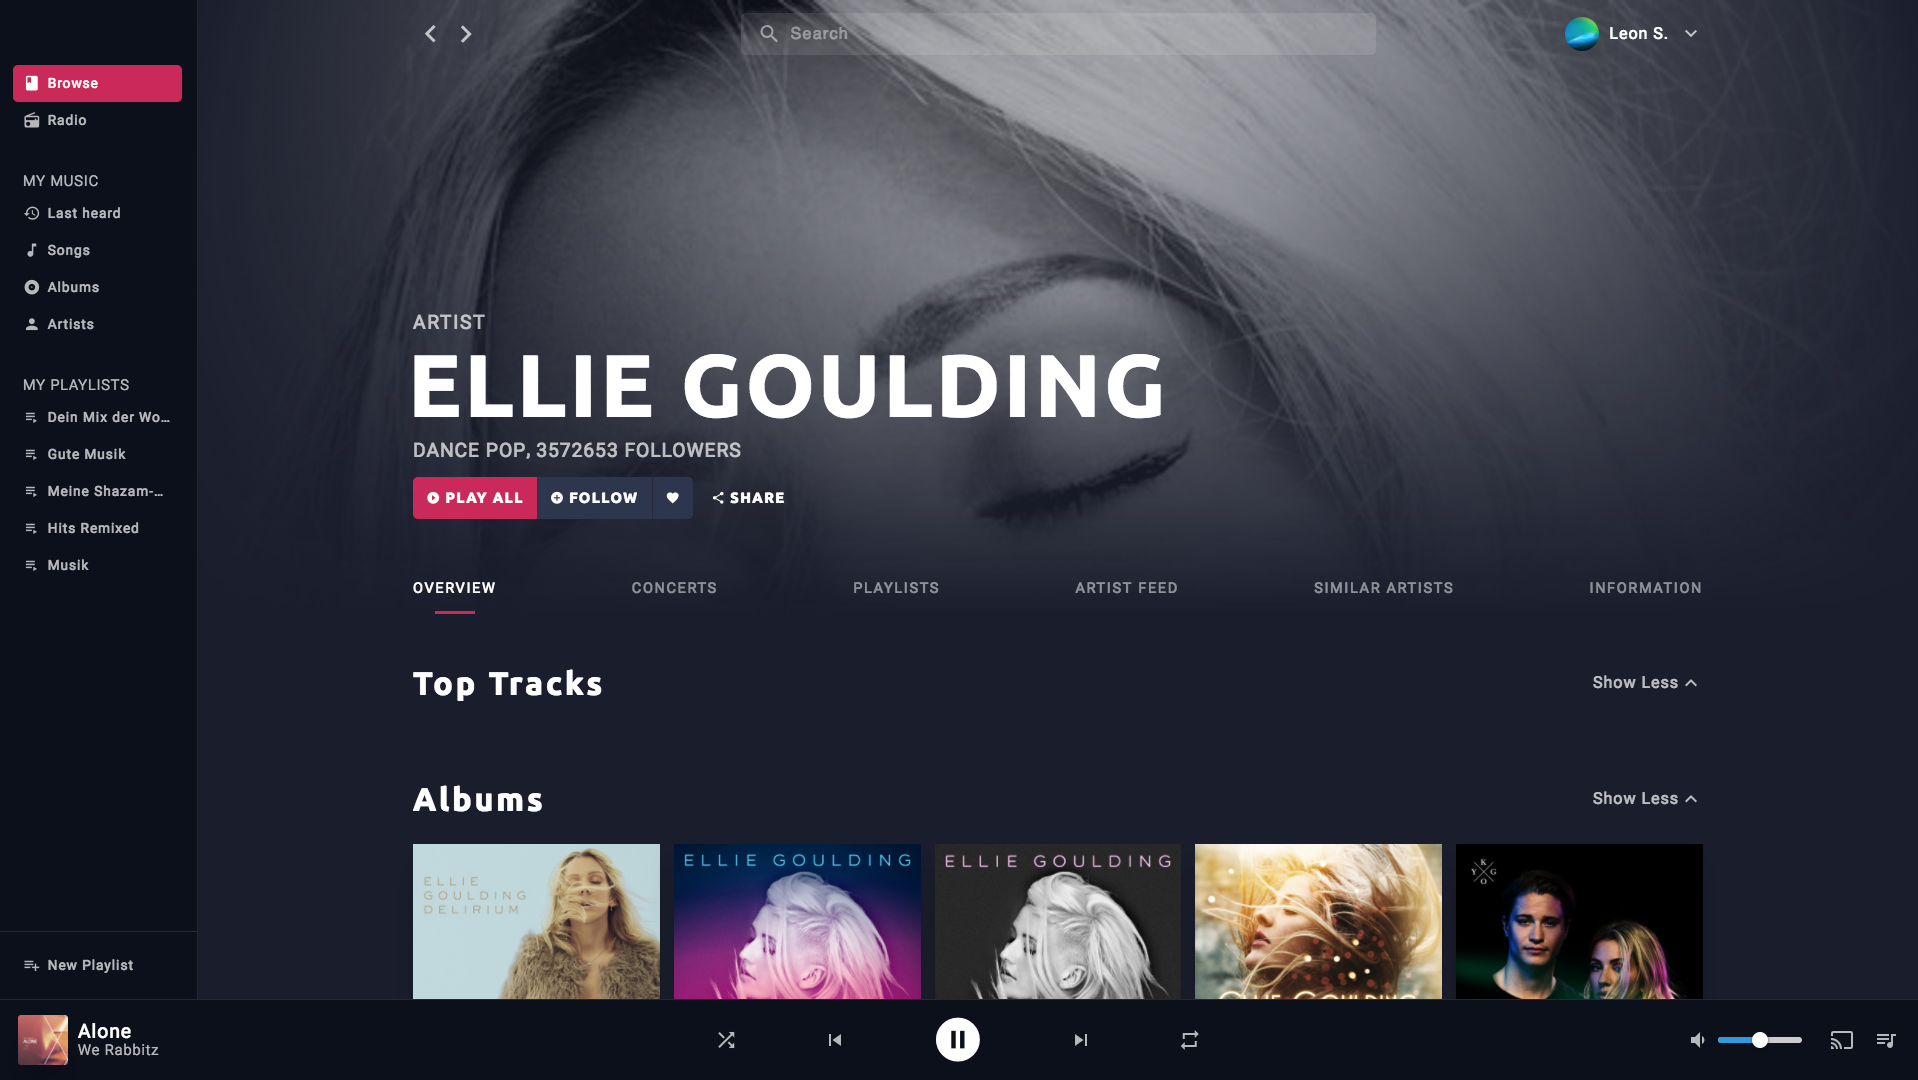 Search
Leon S.
Browse
Radio
MY MUSIC
Last heard
Songs
Albums
Artists
MY PLAYLISTS
Dein Mix der Wo...
Gute Musik
Meine Shazam-...
Hits Remixed
Musik
New Playlist
ARTIST
ELLIE GOULDING
DANCE POP, 3572653 FOLLOWERS
PLAY ALL
FOLLOW
SHARE
OVERVIEW
CONCERTS
PLAYLISTS
ARTIST FEED
SIMILAR ARTISTS
INFORMATION
Top Tracks
Show Less
Albums
Show Less
ELLIE
GOULDING
DELIRIUM
ELLIE GOULDING
ELLIE GOULDING
ELLIE GOULDING
K
Y G
O
Alone
We Rabbitz